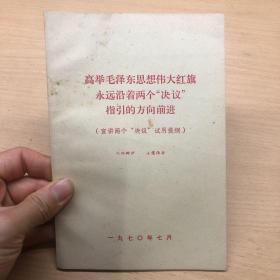 高举毛泽东思想伟大红旗
永远沿着两个“决议”
指引的方向前进
（宣讲两个“决议”试用提纲）
一九七〇年七月